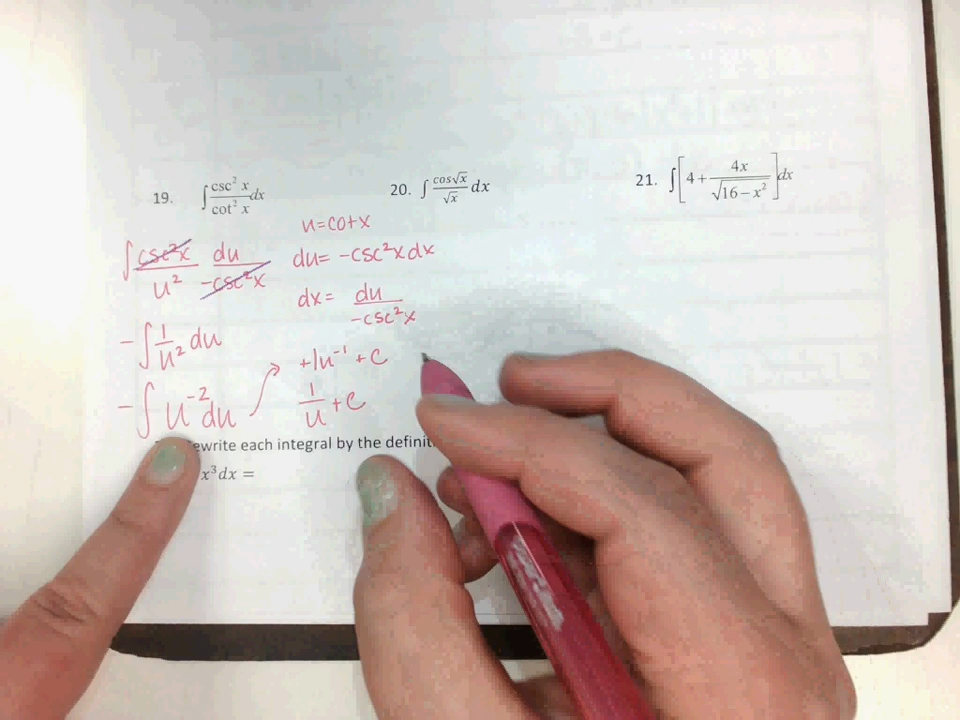 19. ∫ csc² x / cot² x dx
20. ∫ cos√x / √x dx
21. ∫ [4 + 4x / √16 − x²] dx
u = cot x
∫ csc²x / u² du / -csc²x
du = -csc²x dx
dx = du / -csc²x
-∫ 1/u² du
+1u⁻¹ + c
-∫ u⁻² du
1/u + c
ewrite each integral by the
x³ dx =